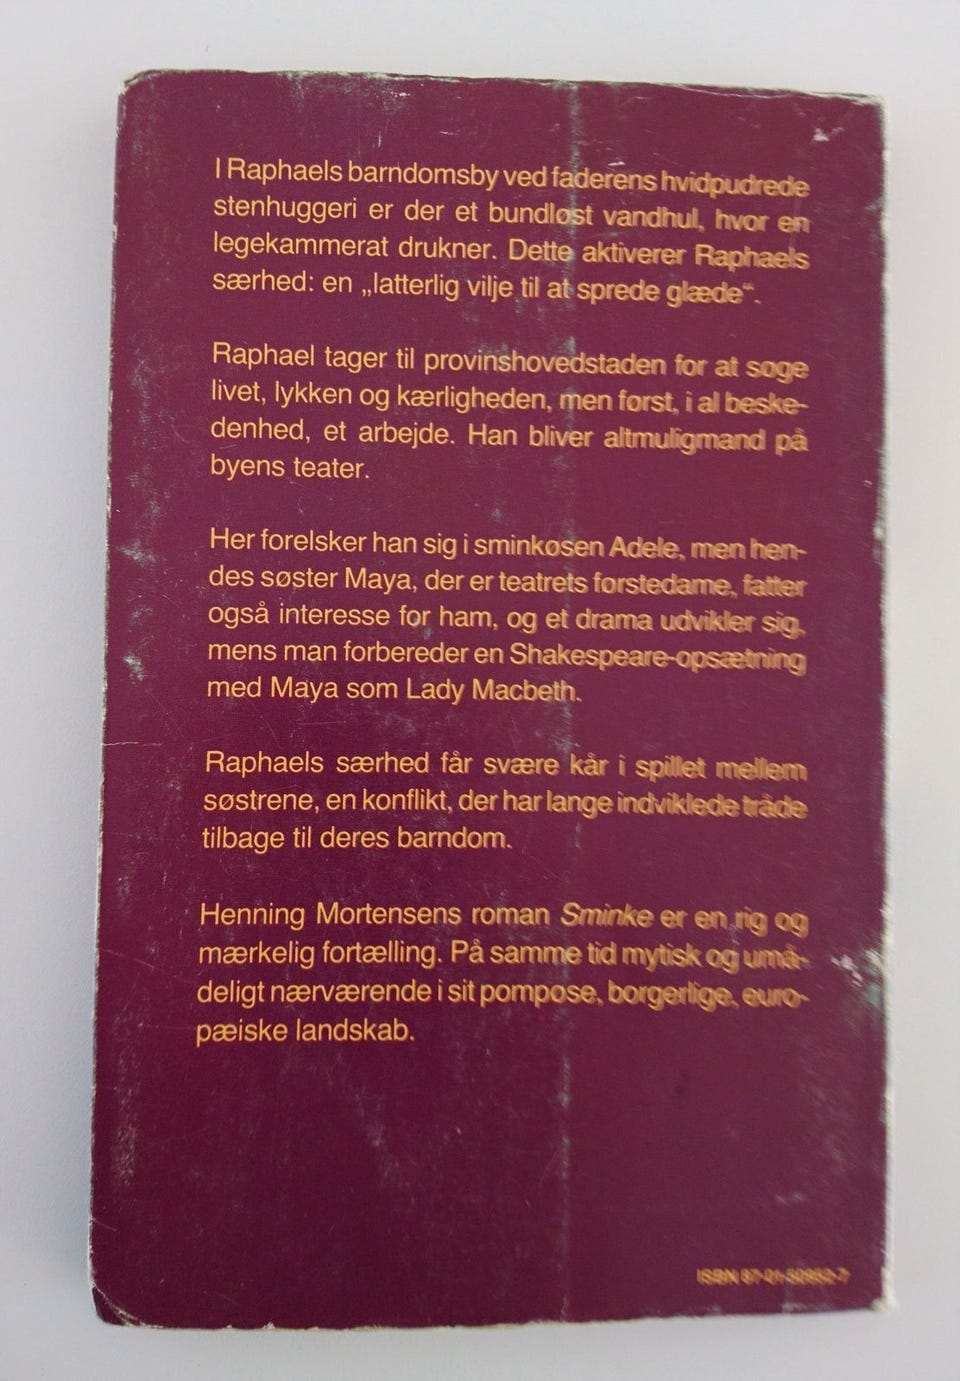 I Raphaels barndomsby ved faderens hvidpudrede
stenhuggeri er der et bundløst vandhul, hvor en
legekammerat drukner. Dette aktiverer Raphaels
særhed: en „latterlig vilje til at sprede glæde“.
Raphael tager til provinshovedstaden for at søge
livet, lykken og kærligheden, men først, i al beske-
denhed, et arbejde. Han bliver altmuligmand på
byens teater.
Her forelsker han sig i sminkøsen Adele, men hen-
des søster Maya, der er teatrets førstedame, fatter
også interesse for ham, og et drama udvikler sig,
mens man forbereder en Shakespeare-opsætning
med Maya som Lady Macbeth.
Raphaels særhed får svære kår i spillet mellem
søstrene, en konflikt, der har lange indviklede tråde
tilbage til deres barndom.
Henning Mortensens roman Sminke er en rig og
mærkelig fortælling. På samme tid mytisk og umå-
deligt nærværende i sit pompøse, borgerlige, euro-
pæiske landskab.
ISBN